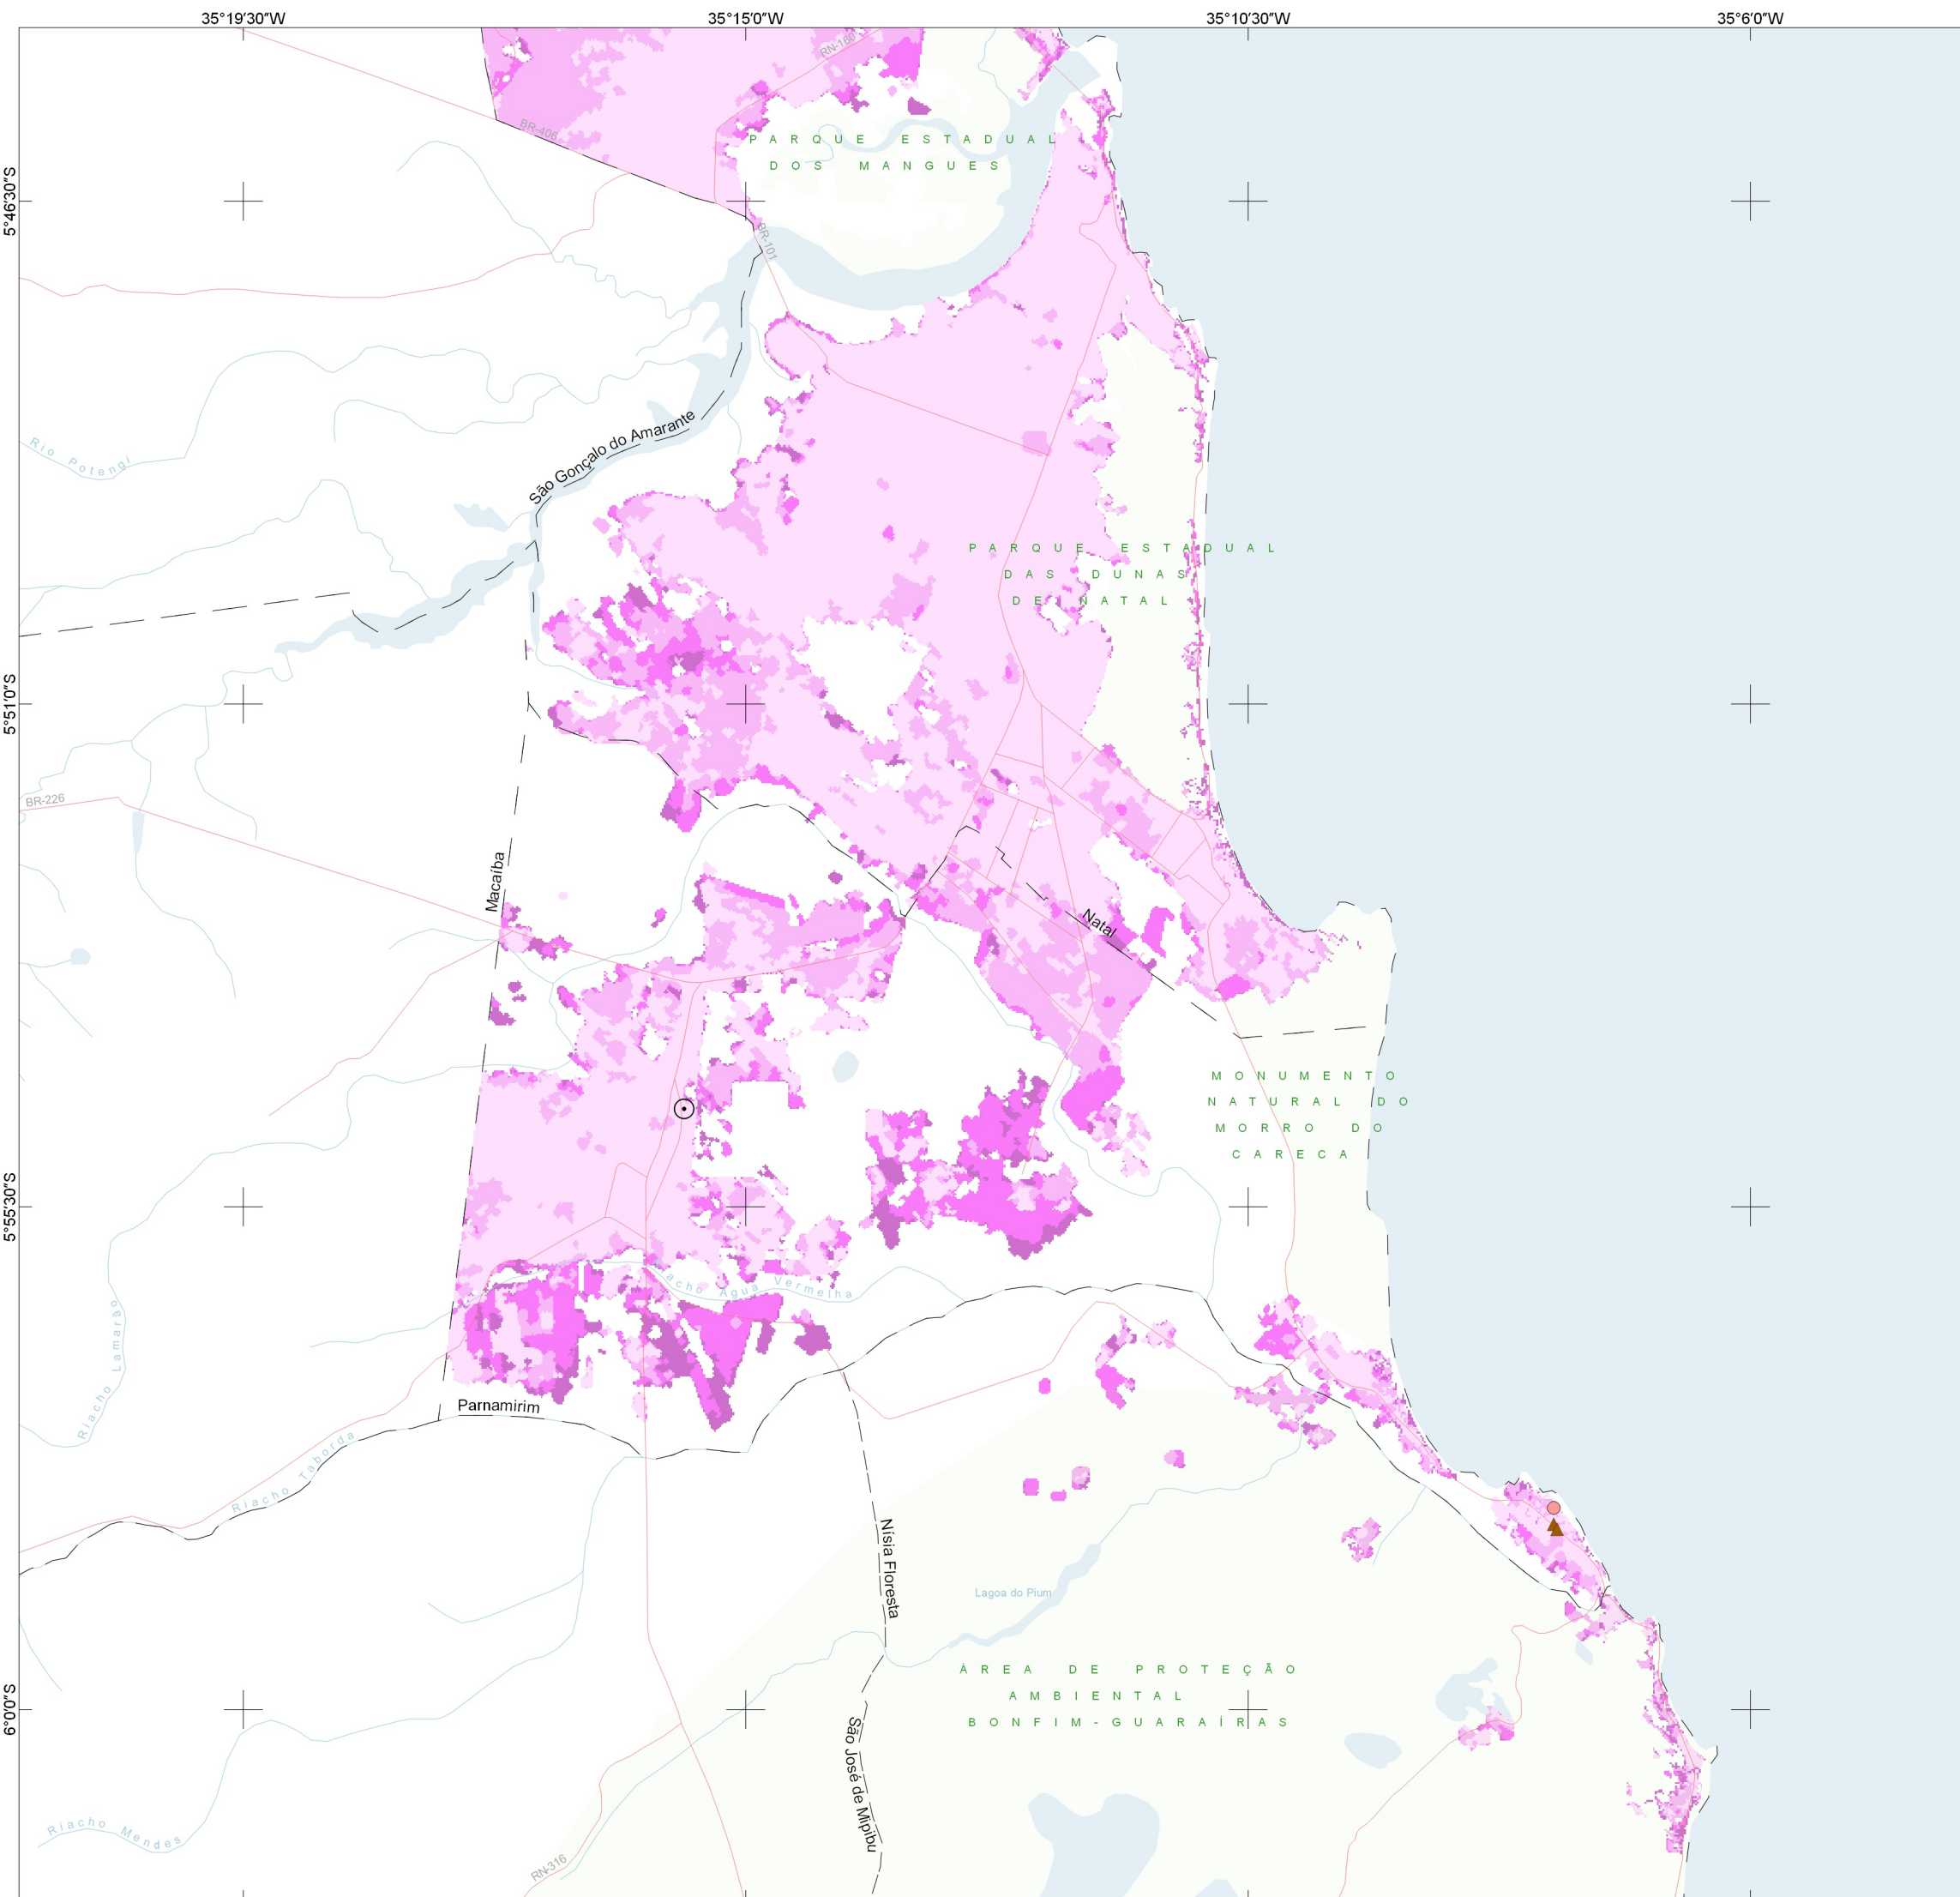 35°19'30"W
35°15'0"W
35°10'30"W
35°6'0"W
RN-160
BR-406
PARQUE ESTADUAL
DOS MANGUES
5°46'30"S
BR-101
São Gonçalo do Amarante
Rio Potengi
PARQUE ESTADUAL
DAS DUNAS
DE NATAL
5°51'0"S
BR-226
Macaíba
Natal
MONUMENTO
NATURAL DO
MORRO DO
CARECA
5°55'30"S
acho Água Vermelha
Riacho Lamargo
Parnamirim
Riacho Taborda
Nísia Floresta
Lagoa do Pium
ÁREA DE PROTEÇÃO
AMBIENTAL
BONFIM-GUARAÍRAS
6°0'0"S
São José de Mipibu
Riacho Mendes
RN-316